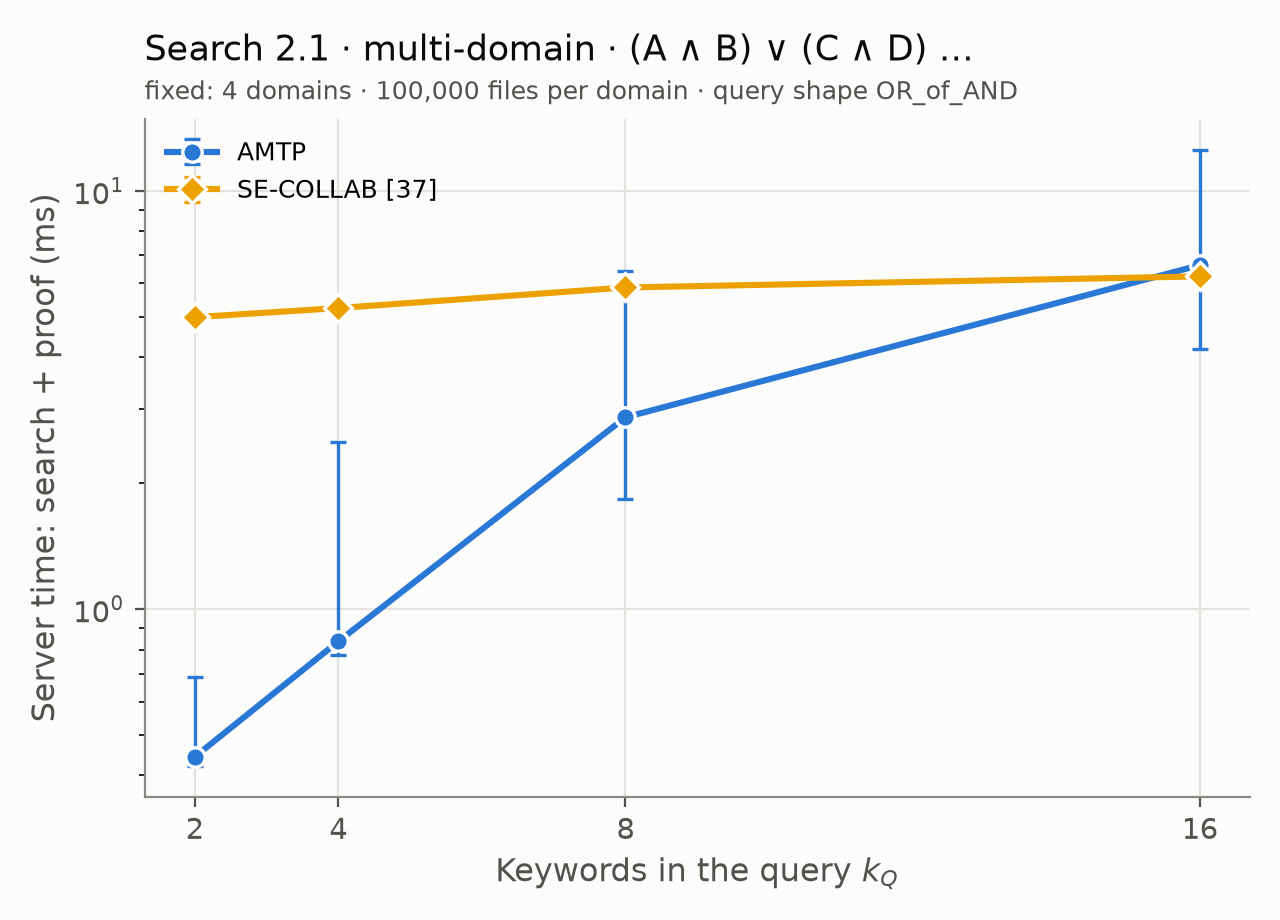 Search 2.1 · multi-domain · (A ∧ B) ∨ (C ∧ D) ...
fixed: 4 domains · 100,000 files per domain · query shape OR_of_AND
AMTP
SE-COLLAB [37]
Server time: search + proof (ms)
10¹
10⁰
2 4 8 16
Keywords in the query k_Q